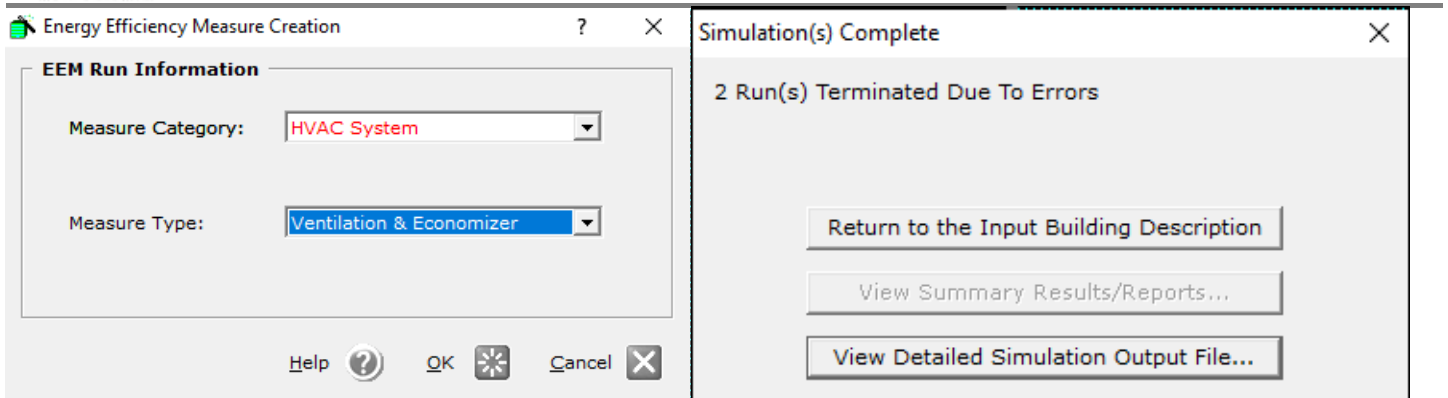 Energy Efficiency Measure Creation ?
EEM Run Information
Measure Category: HVAC System
Measure Type: Ventilation & Economizer
Help ? OK Cancel
Simulation(s) Complete
2 Run(s) Terminated Due To Errors
Return to the Input Building Description
View Summary Results/Reports...
View Detailed Simulation Output File...